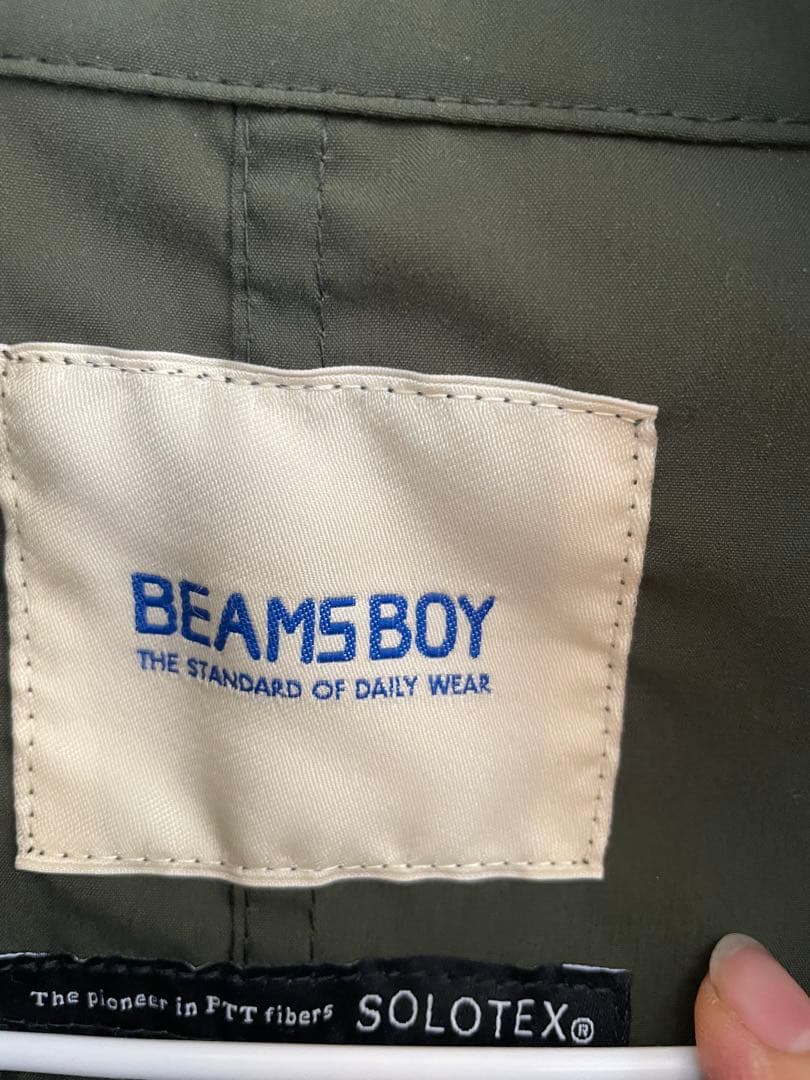 BEAMS BOY
THE STANDARD OF DAILY WEAR
The pioneer in PTT fibers SOLOTEX®